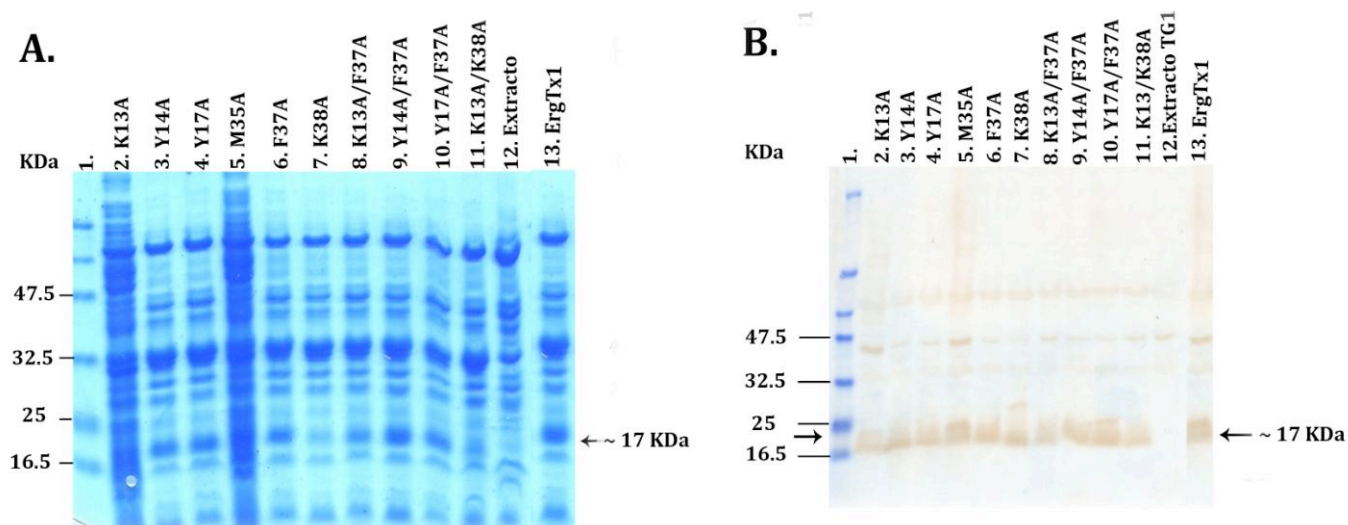 A.
KDa
1.
2. K13A
3. Y14A
4. Y17A
5. M35A
6. F37A
7. K38A
8. K13A/F37A
9. Y14A/F37A
10. Y17A/F37A
11. K13A/K38A
12. Extracto
13. ErgTx1
47.5
32.5
25
16.5
~ 17 KDa
B.
KDa
1.
2. K13A
3. Y14A
4. Y17A
5. M35A
6. F37A
7. K38A
8. K13A/F37A
9. Y14A/F37A
10. Y17A/F37A
11. K13/K38A
12.Extracto TG1
13. ErgTx1
47.5
32.5
25
16.5
~ 17 KDa